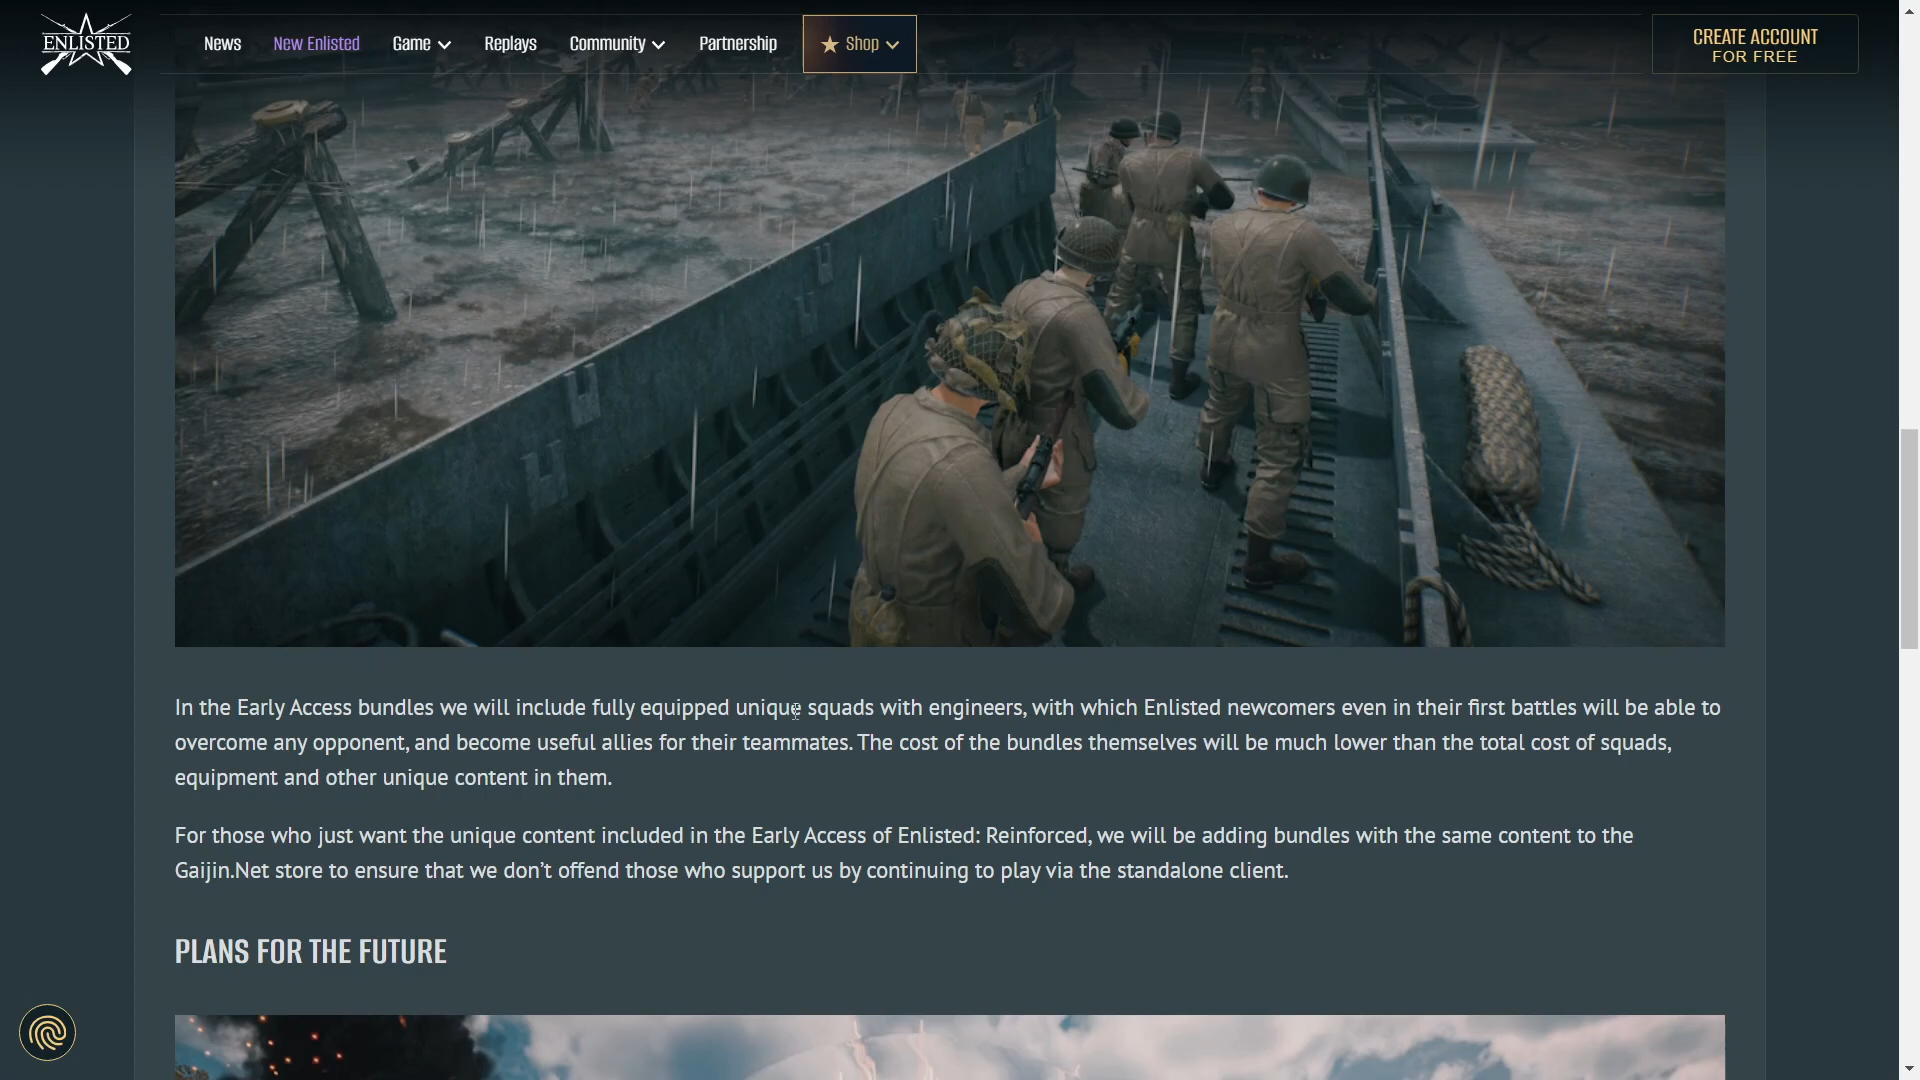 ENLISTED
News
New Enlisted
Game
Replays
Community
Partnership
Shop
CREATE ACCOUNT
FOR FREE
In the Early Access bundles we will include fully equipped unique squads with engineers, with which Enlisted newcomers even in their first battles will be able to
overcome any opponent, and become useful allies for their teammates. The cost of the bundles themselves will be much lower than the total cost of squads,
equipment and other unique content in them.
For those who just want the unique content included in the Early Access of Enlisted: Reinforced, we will be adding bundles with the same content to the
Gaijin.Net store to ensure that we don’t offend those who support us by continuing to play via the standalone client.
PLANS FOR THE FUTURE